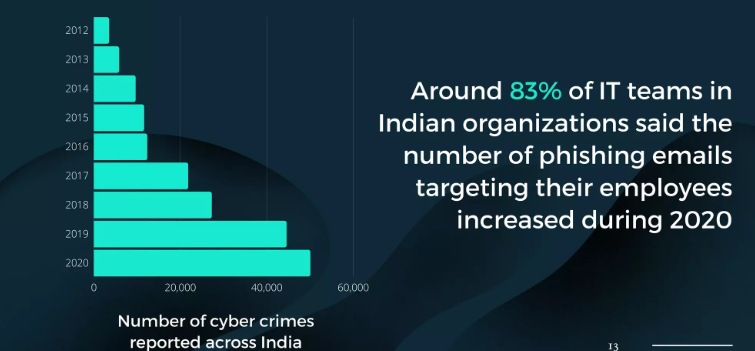 2012
2013
2014
2015
2016
2017
2018
2019
2020
0 20,000 40,000 60,000
Number of cyber crimes
reported across India
Around 83% of IT teams in
Indian organizations said the
number of phishing emails
targeting their employees
increased during 2020
13